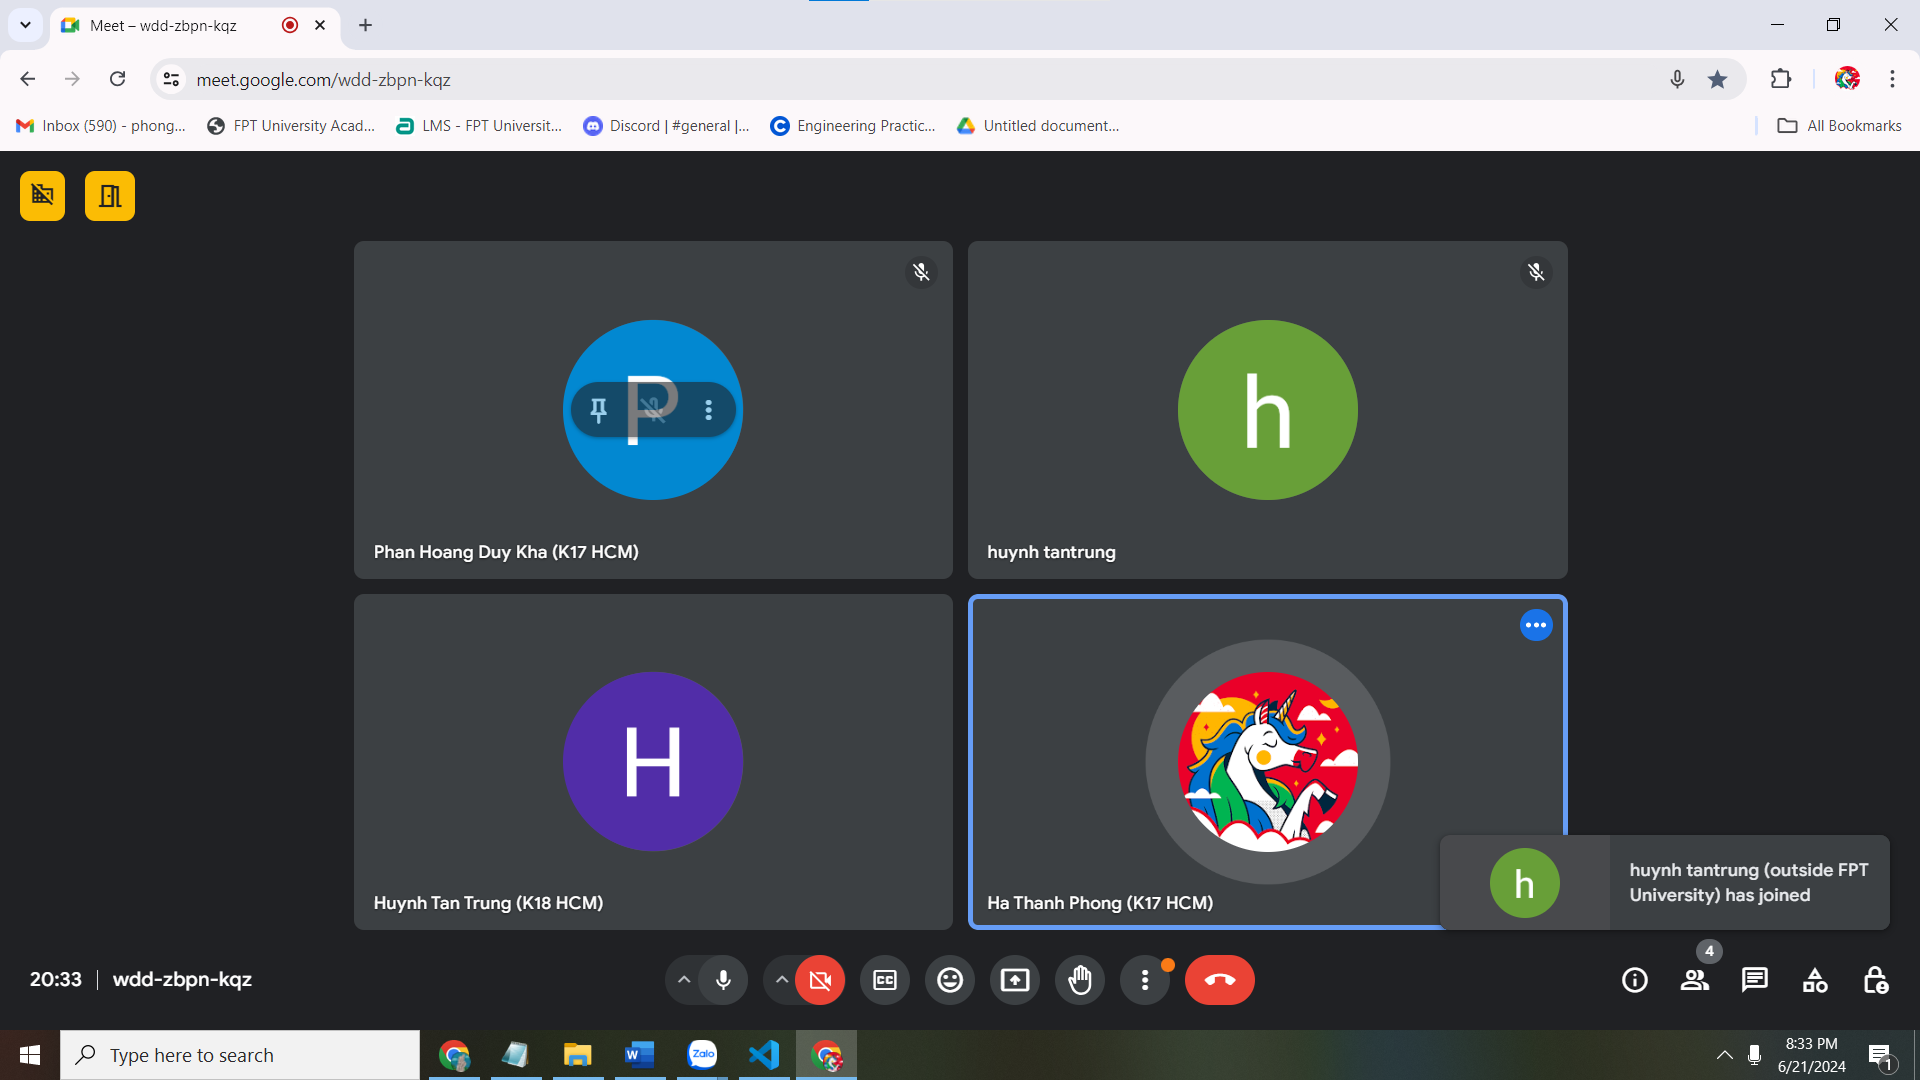 Meet – wdd-zbpn-kqz
meet.google.com/wdd-zbpn-kqz
Inbox (590) - phong...
FPT University Acad...
LMS - FPT Universit...
Discord | #general |...
Engineering Practic...
Untitled document...
All Bookmarks
P
Phan Hoang Duy Kha (K17 HCM)
h
huynh tantrung
H
Huynh Tan Trung (K18 HCM)
Ha Thanh Phong (K17 HCM)
h
huynh tantrung (outside FPT
University) has joined
20:33 | wdd-zbpn-kqz
CC
4
Type here to search
W
Zalo
8:33 PM
6/21/2024
1